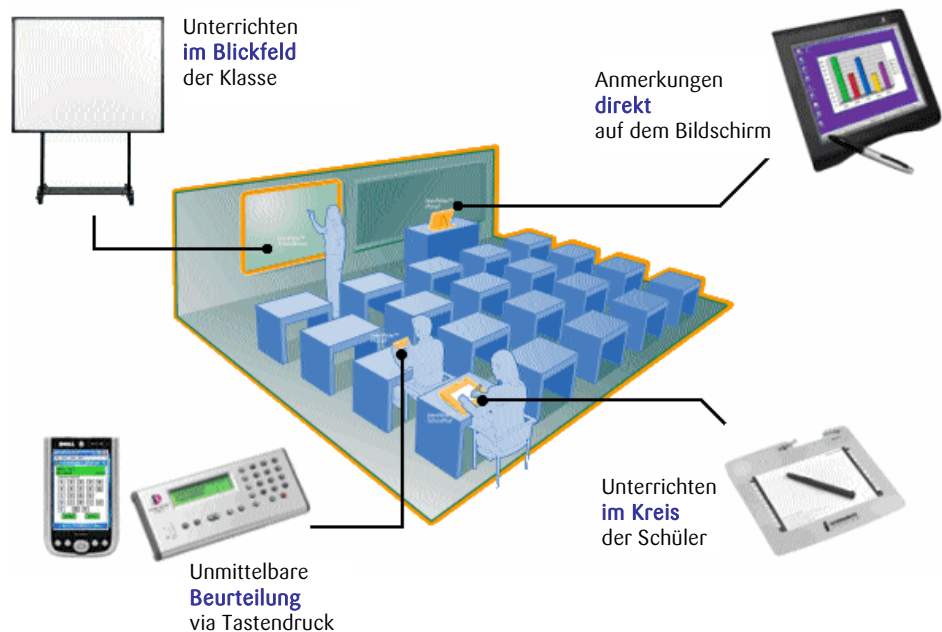 Unterrichten
im Blickfeld
der Klasse
Anmerkungen
direkt
auf dem Bildschirm
DELL
Unterrichten
im Kreis
der Schüler
Unmittelbare
Beurteilung
via Tastendruck